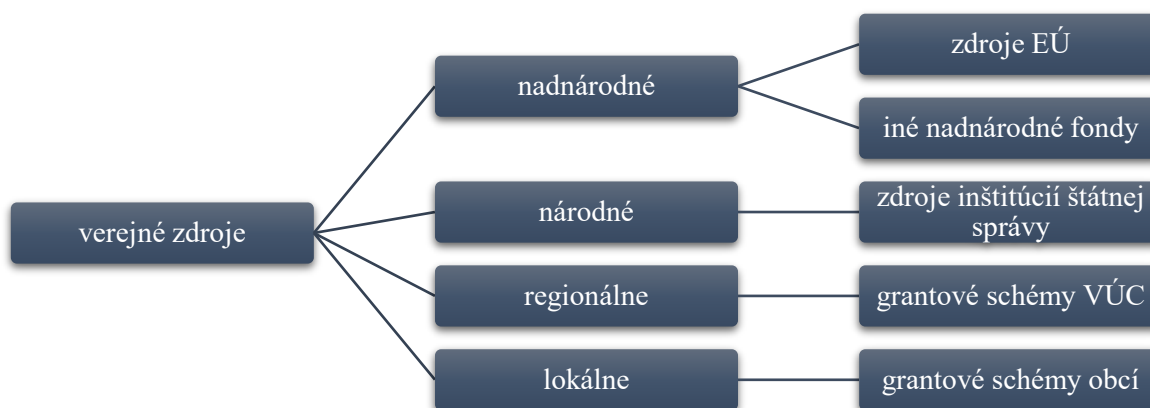 verejné zdroje
nadnárodné
zdroje EÚ
iné nadnárodné fondy
národné
zdroje inštitúcií štátnej
správy
regionálne
grantové schémy VÚC
lokálne
grantové schémy obcí